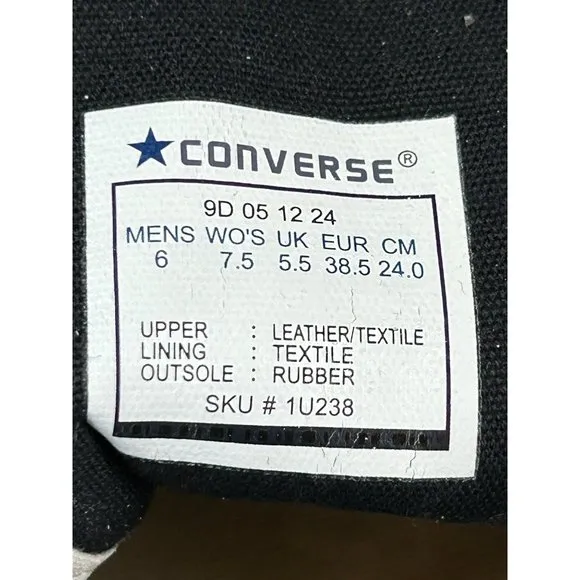 ★CONVERSE®
9D 05 12 24
MENS WO'S UK EUR CM
6 7.5 5.5 38.5 24.0
UPPER : LEATHER/TEXTILE
LINING : TEXTILE
OUTSOLE : RUBBER
SKU # 1U238